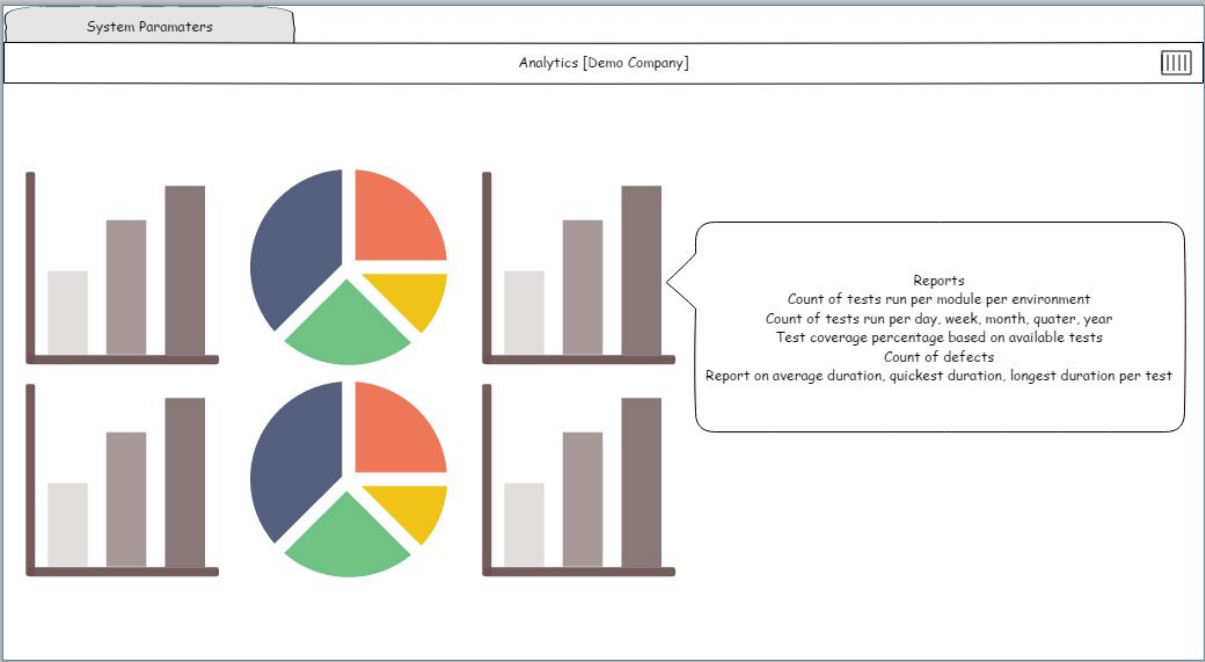 System Paramaters
Analytics [Demo Company]
Reports
Count of tests run per module per environment
Count of tests run per day, week, month, quater, year
Test coverage percentage based on available tests
Count of defects
Report on average duration, quickest duration, longest duration per test